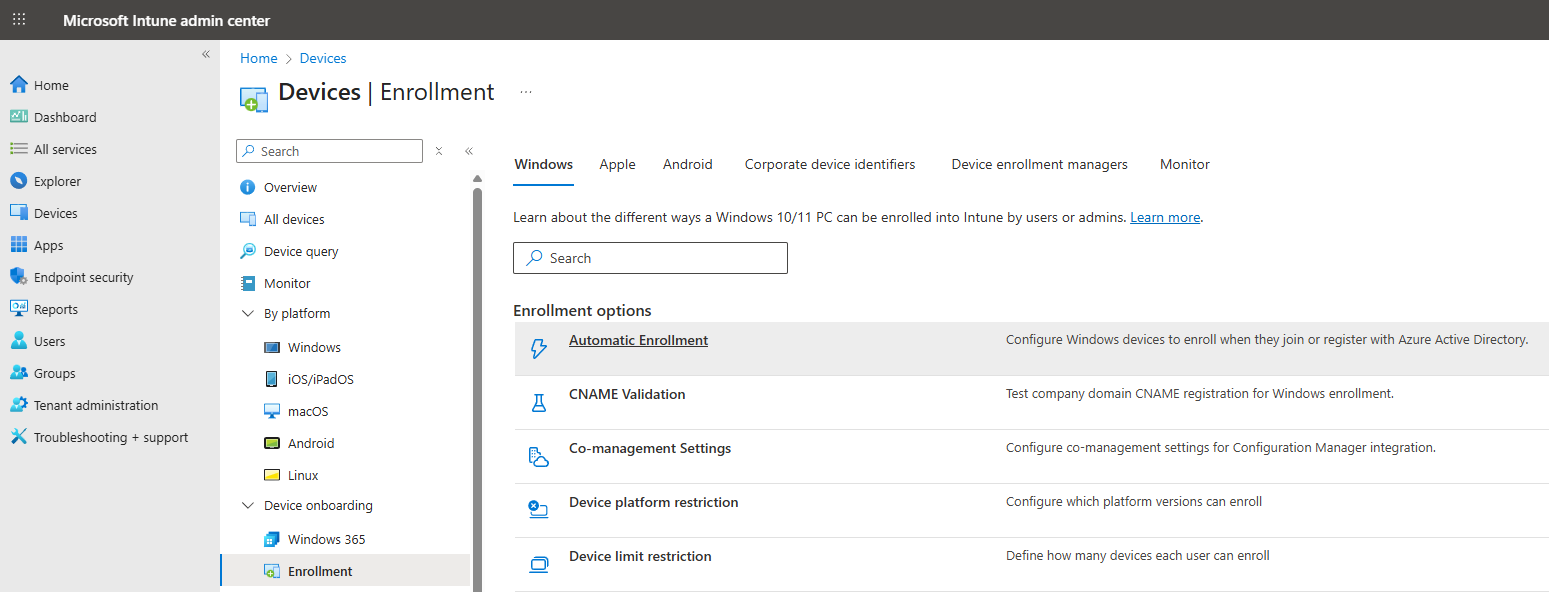 Microsoft Intune admin center
Home
Dashboard
All services
Explorer
Devices
Apps
Endpoint security
Reports
Users
Groups
Tenant administration
Troubleshooting + support
Home > Devices
Devices | Enrollment ...
Search
Overview
All devices
Device query
Monitor
By platform
Windows
iOS/iPadOS
macOS
Android
Linux
Device onboarding
Windows 365
Enrollment
Windows Apple Android Corporate device identifiers Device enrollment managers Monitor
Learn about the different ways a Windows 10/11 PC can be enrolled into Intune by users or admins. Learn more.
Search
Enrollment options
Automatic Enrollment Configure Windows devices to enroll when they join or register with Azure Active Directory.
CNAME Validation Test company domain CNAME registration for Windows enrollment.
Co-management Settings Configure co-management settings for Configuration Manager integration.
Device platform restriction Configure which platform versions can enroll
Device limit restriction Define how many devices each user can enroll